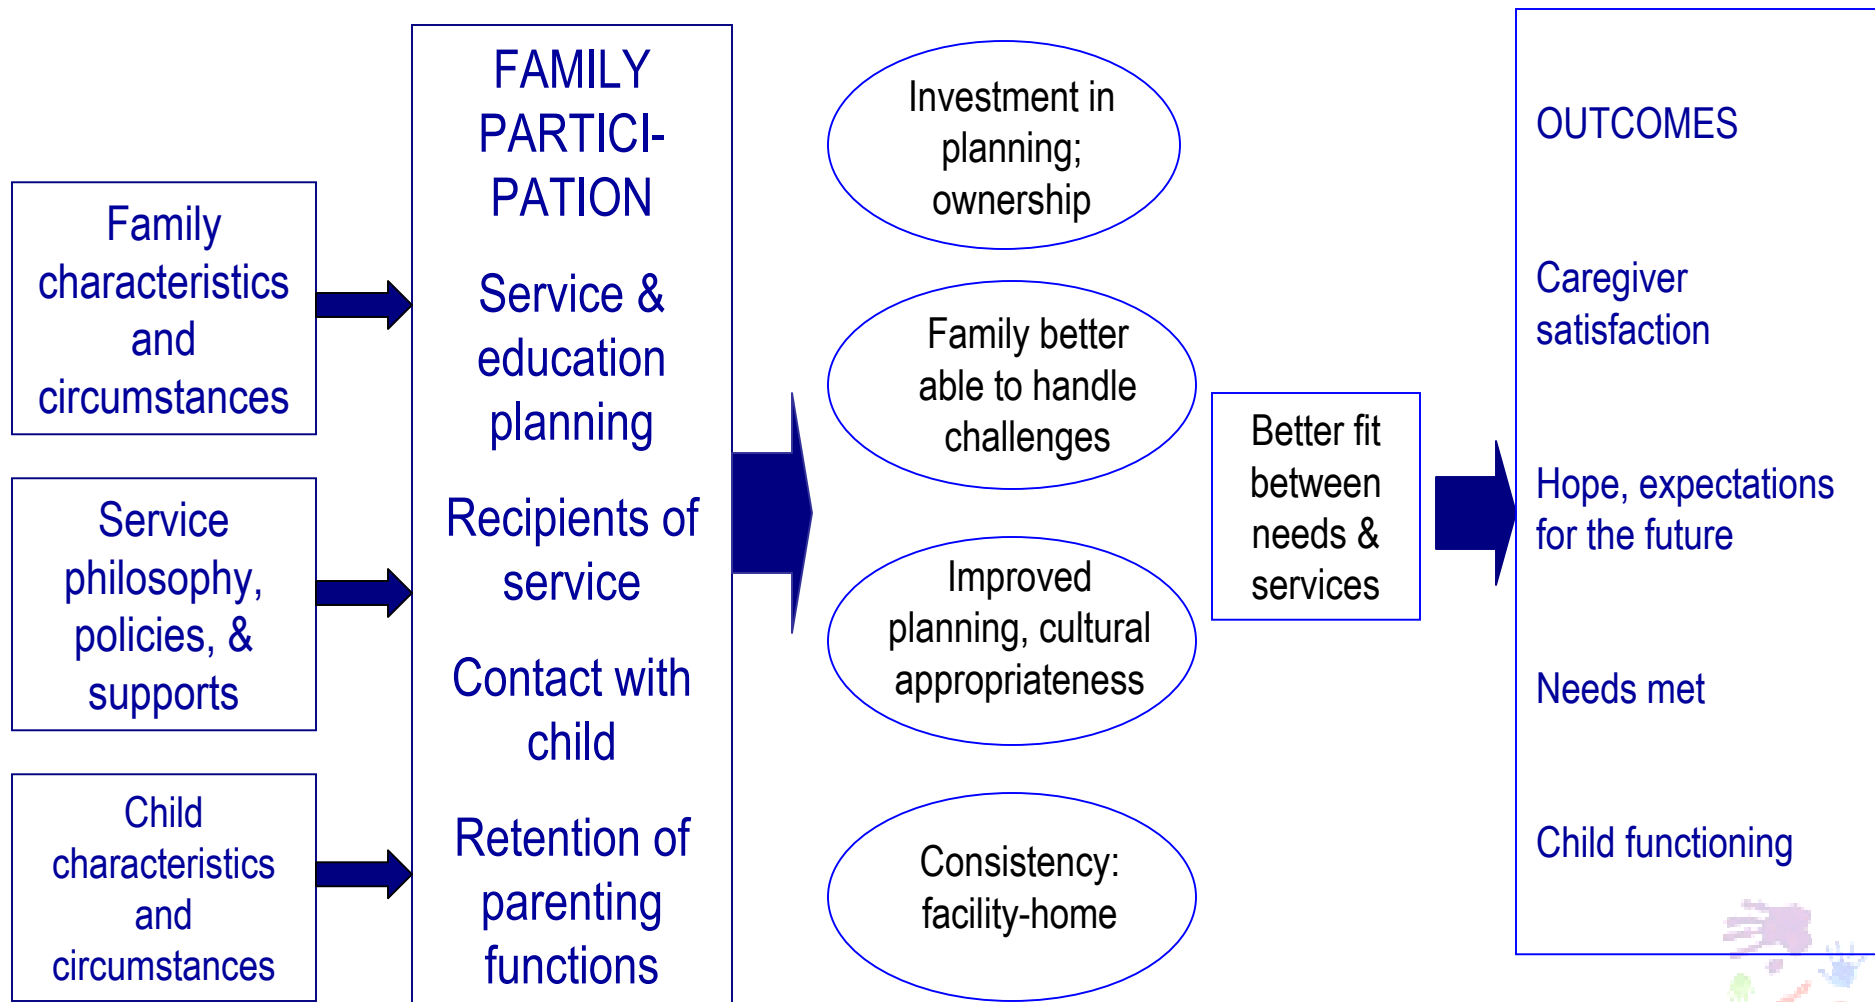 Family
characteristics
and
circumstances
Service
philosophy,
policies, &
supports
Child
characteristics
and
circumstances
FAMILY
PARTICI-
PATION
Service &
education
planning
Recipients of
service
Contact with
child
Retention of
parenting
functions
Investment in
planning;
ownership
Family better
able to handle
challenges
Improved
planning, cultural
appropriateness
Consistency:
facility-home
Better fit
between
needs &
services
OUTCOMES
Caregiver
satisfaction
Hope, expectations
for the future
Needs met
Child functioning